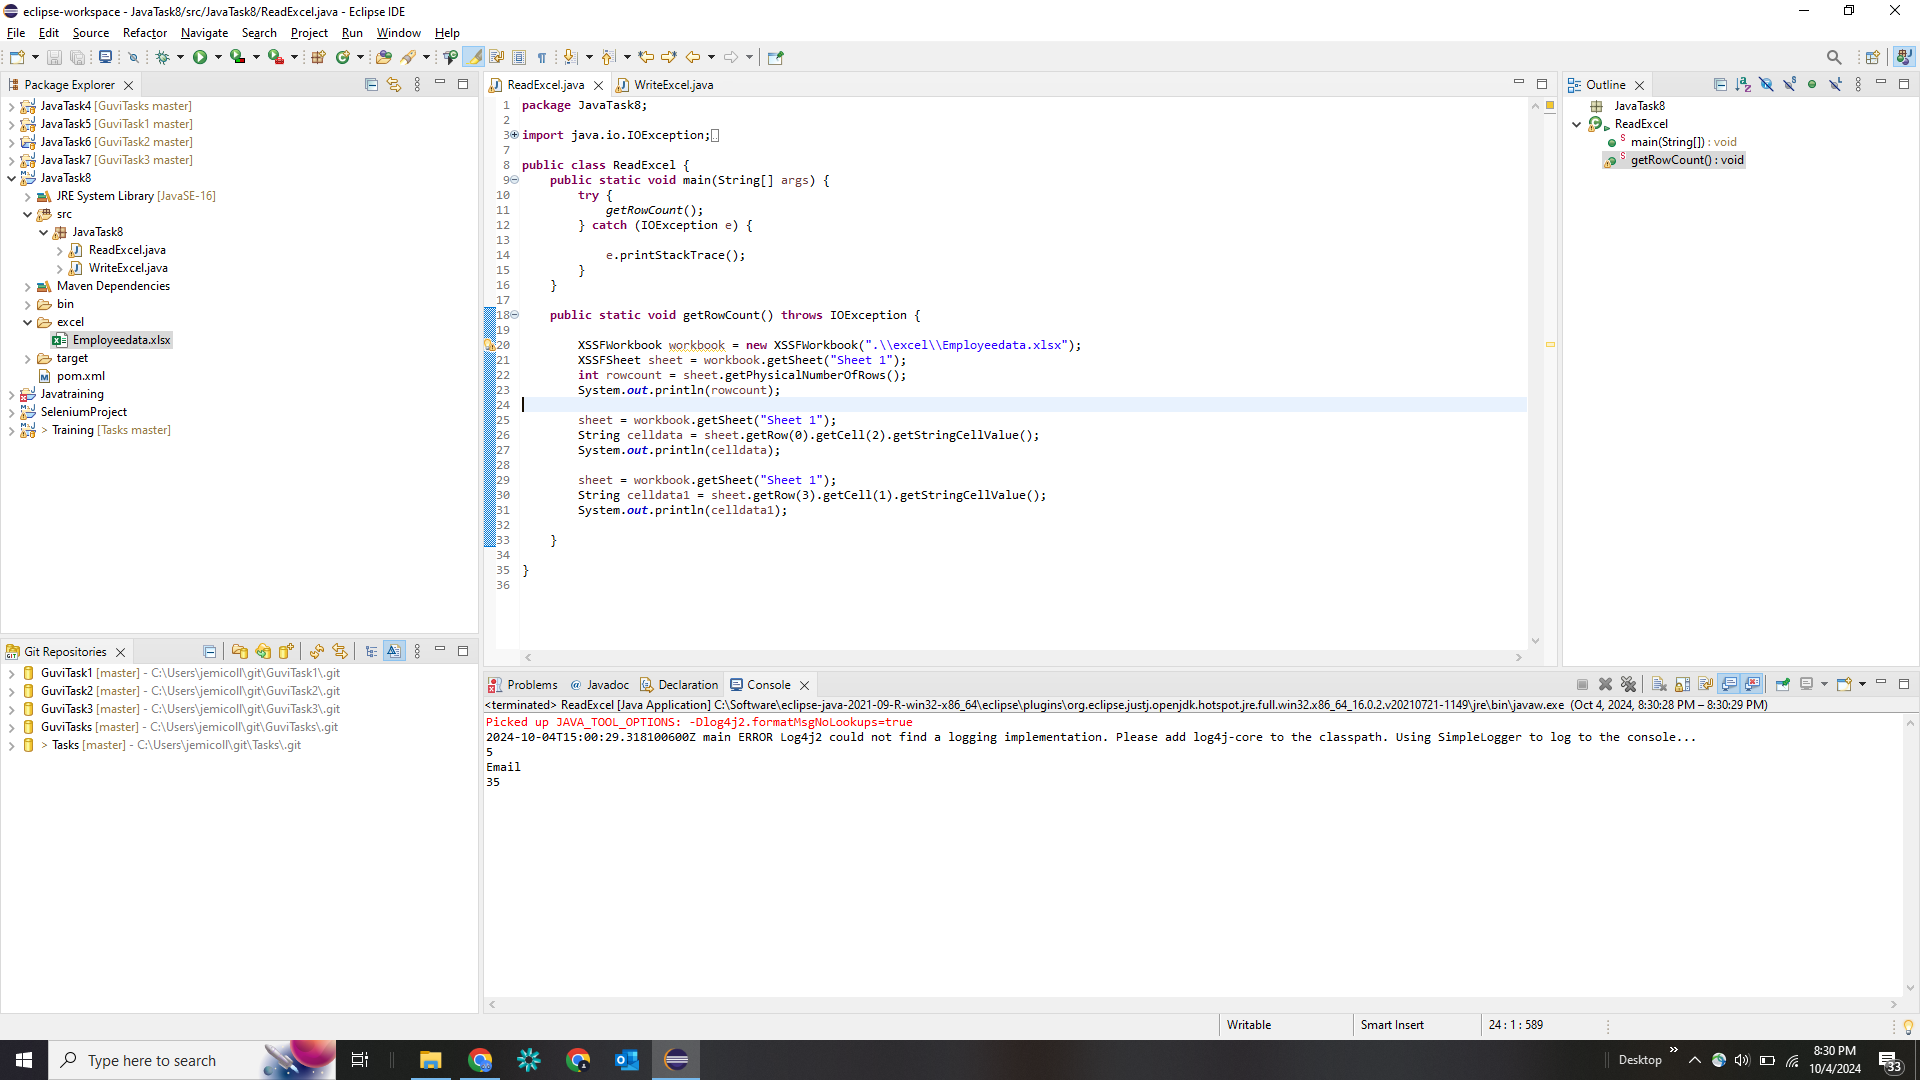 eclipse-workspace - JavaTask8/src/JavaTask8/ReadExcel.java - Eclipse IDE
File Edit Source Refactor Navigate Search Project Run Window Help
Package Explorer
JavaTask4 [GuviTasks master]
JavaTask5 [GuviTask1 master]
JavaTask6 [GuviTask2 master]
JavaTask7 [GuviTask3 master]
JavaTask8
JRE System Library [JavaSE-16]
src
JavaTask8
ReadExcel.java
WriteExcel.java
Maven Dependencies
bin
excel
Employeedata.xlsx
target
pom.xml
Javatraining
SeleniumProject
> Training [Tasks master]
Git Repositories
GuviTask1 [master] - C:\Users\jemicoll\git\GuviTask1\.git
GuviTask2 [master] - C:\Users\jemicoll\git\GuviTask2\.git
GuviTask3 [master] - C:\Users\jemicoll\git\GuviTask3\.git
GuviTasks [master] - C:\Users\jemicoll\git\GuviTasks\.git
> Tasks [master] - C:\Users\jemicoll\git\Tasks\.git
ReadExcel.java WriteExcel.java
1 package JavaTask8;
2
3 import java.io.IOException;
7
8 public class ReadExcel {
9 public static void main(String[] args) {
10 try {
11 getRowCount();
12 } catch (IOException e) {
13
14 e.printStackTrace();
15 }
16 }
17
18 public static void getRowCount() throws IOException {
19
20 XSSFWorkbook workbook = new XSSFWorkbook(".\\excel\\Employeedata.xlsx");
21 XSSFSheet sheet = workbook.getSheet("Sheet 1");
22 int rowcount = sheet.getPhysicalNumberOfRows();
23 System.out.println(rowcount);
24
25 sheet = workbook.getSheet("Sheet 1");
26 String celldata = sheet.getRow(0).getCell(2).getStringCellValue();
27 System.out.println(celldata);
28
29 sheet = workbook.getSheet("Sheet 1");
30 String celldata1 = sheet.getRow(3).getCell(1).getStringCellValue();
31 System.out.println(celldata1);
32
33 }
34
35 }
36
Outline
JavaTask8
ReadExcel
main(String[]) : void
getRowCount() : void
Problems @ Javadoc Declaration Console
<terminated> ReadExcel [Java Application] C:\Software\eclipse-java-2021-09-R-win32-x86_64\eclipse\plugins\org.eclipse.justj.openjdk.hotspot.jre.full.win32.x86_64_16.0.2.v20210721-1149\jre\bin\javaw.exe (Oct 4, 2024, 8:30:28 PM – 8:30:29 PM)
Picked up JAVA_TOOL_OPTIONS: -Dlog4j2.formatMsgNoLookups=true
2024-10-04T15:00:29.318100600Z main ERROR Log4j2 could not find a logging implementation. Please add log4j-core to the classpath. Using SimpleLogger to log to the console...
5
Email
35
Writable Smart Insert 24 : 1 : 589
Type here to search
Desktop
8:30 PM
10/4/2024
33